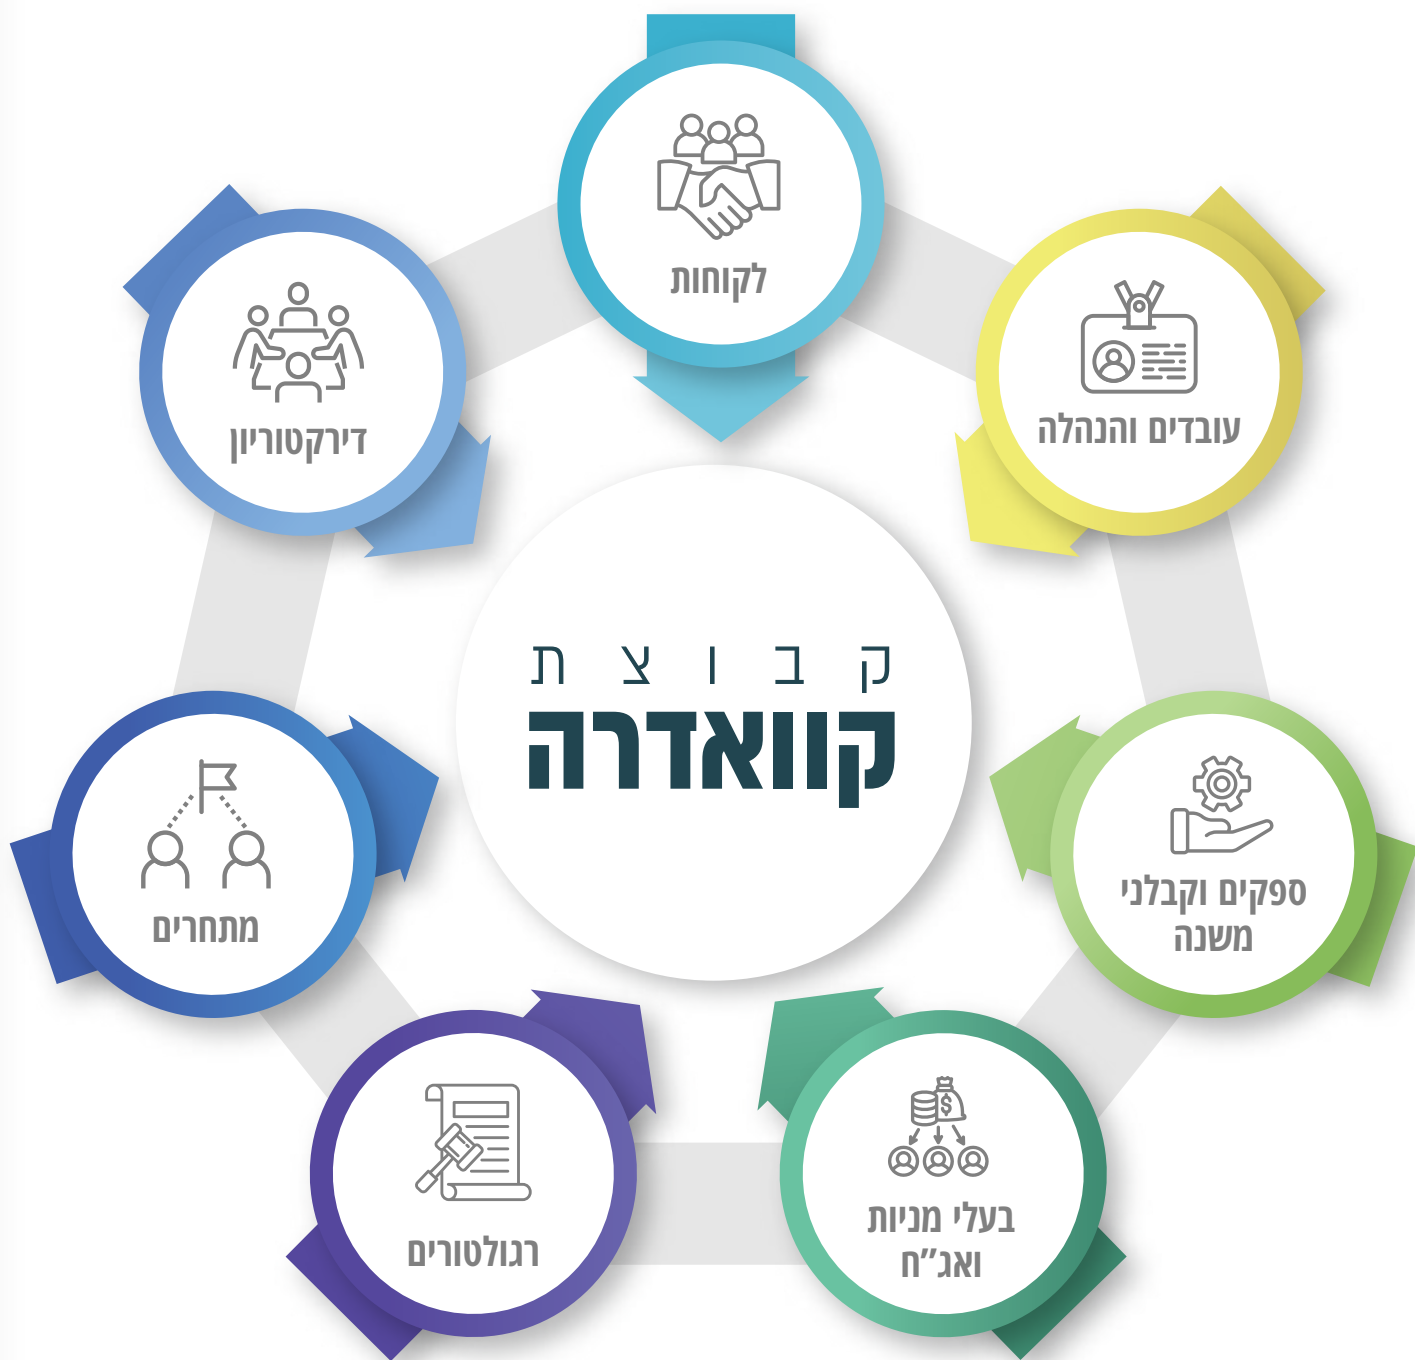 לקוחות
עובדים והנהלה
ספקים וקבלני
משנה
בעלי מניות
ואג״ח
רגולטורים
מתחרים
דירקטוריון
קבוצת
קוואדרה
$